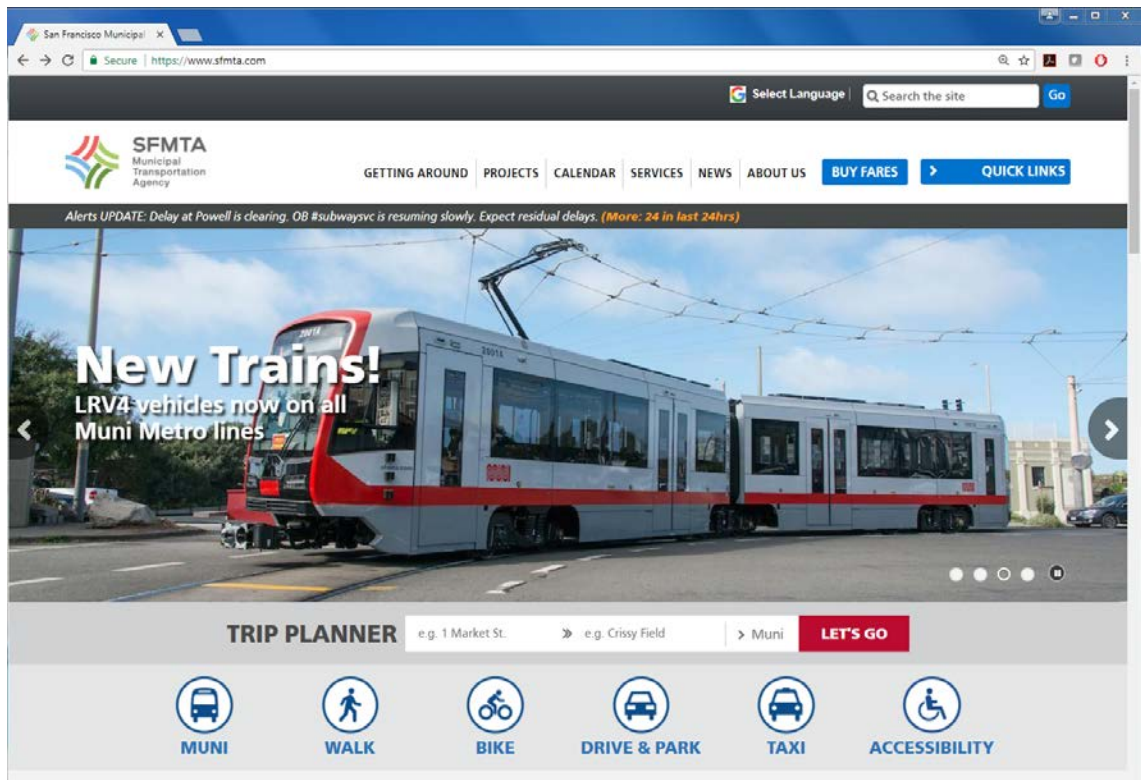 San Francisco Municipal
Secure | https://www.sfmta.com
Select Language
Search the site
Go
SFMTA
Municipal
Transportation
Agency
GETTING AROUND
PROJECTS
CALENDAR
SERVICES
NEWS
ABOUT US
BUY FARES
QUICK LINKS
Alerts UPDATE: Delay at Powell is clearing. OB #subwaysvc is resuming slowly. Expect residual delays. (More: 24 in last 24hrs)
2001A
2001A
New Trains!
LRV4 vehicles now on all
Muni Metro lines
TRIP PLANNER
e.g. 1 Market St.
e.g. Crissy Field
Muni
LET'S GO
MUNI
WALK
BIKE
DRIVE & PARK
TAXI
ACCESSIBILITY